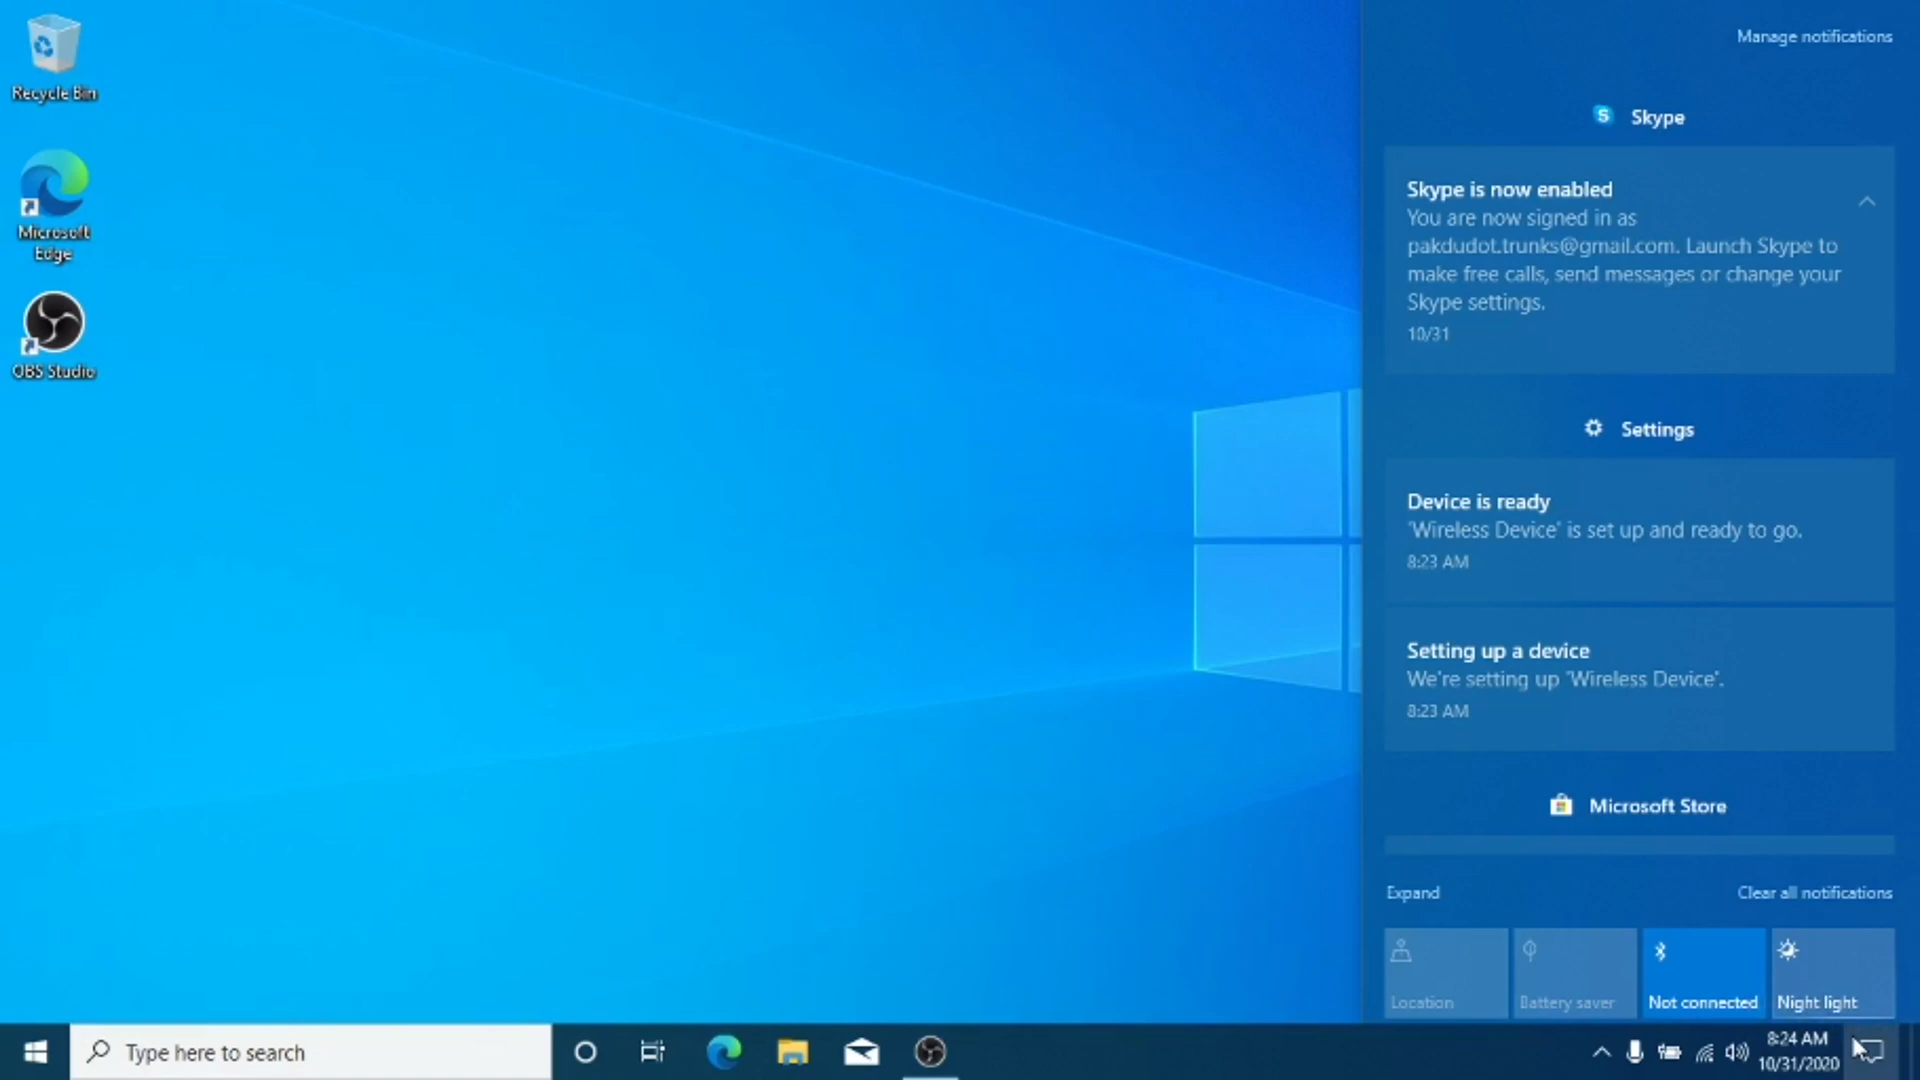 Recycle Bin
Microsoft
Edge
OBS Studio
Manage notifications
Skype
Skype is now enabled
You are now signed in as
pakdudot.trunks@gmail.com. Launch Skype to
make free calls, send messages or change your
Skype settings.
10/31
Settings
Device is ready
'Wireless Device' is set up and ready to go.
8:23 AM
Setting up a device
We're setting up 'Wireless Device'.
8:23 AM
Microsoft Store
Expand
Clear all notifications
Location
Battery saver
Not connected
Night light
Type here to search
8:24 AM
10/31/2020